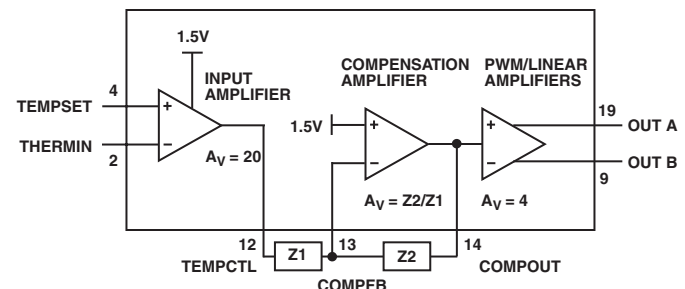 1.5V
INPUT
AMPLIFIER
COMPENSATION
AMPLIFIER
PWM/LINEAR
AMPLIFIERS
4
TEMPSET
+
THERMIN
–
2
AV = 20
1.5V
+
–
AV = Z2/Z1
+
–
AV = 4
19
OUT A
OUT B
9
12
Z1
13
Z2
14
TEMPCTL
COMPFB
COMPOUT